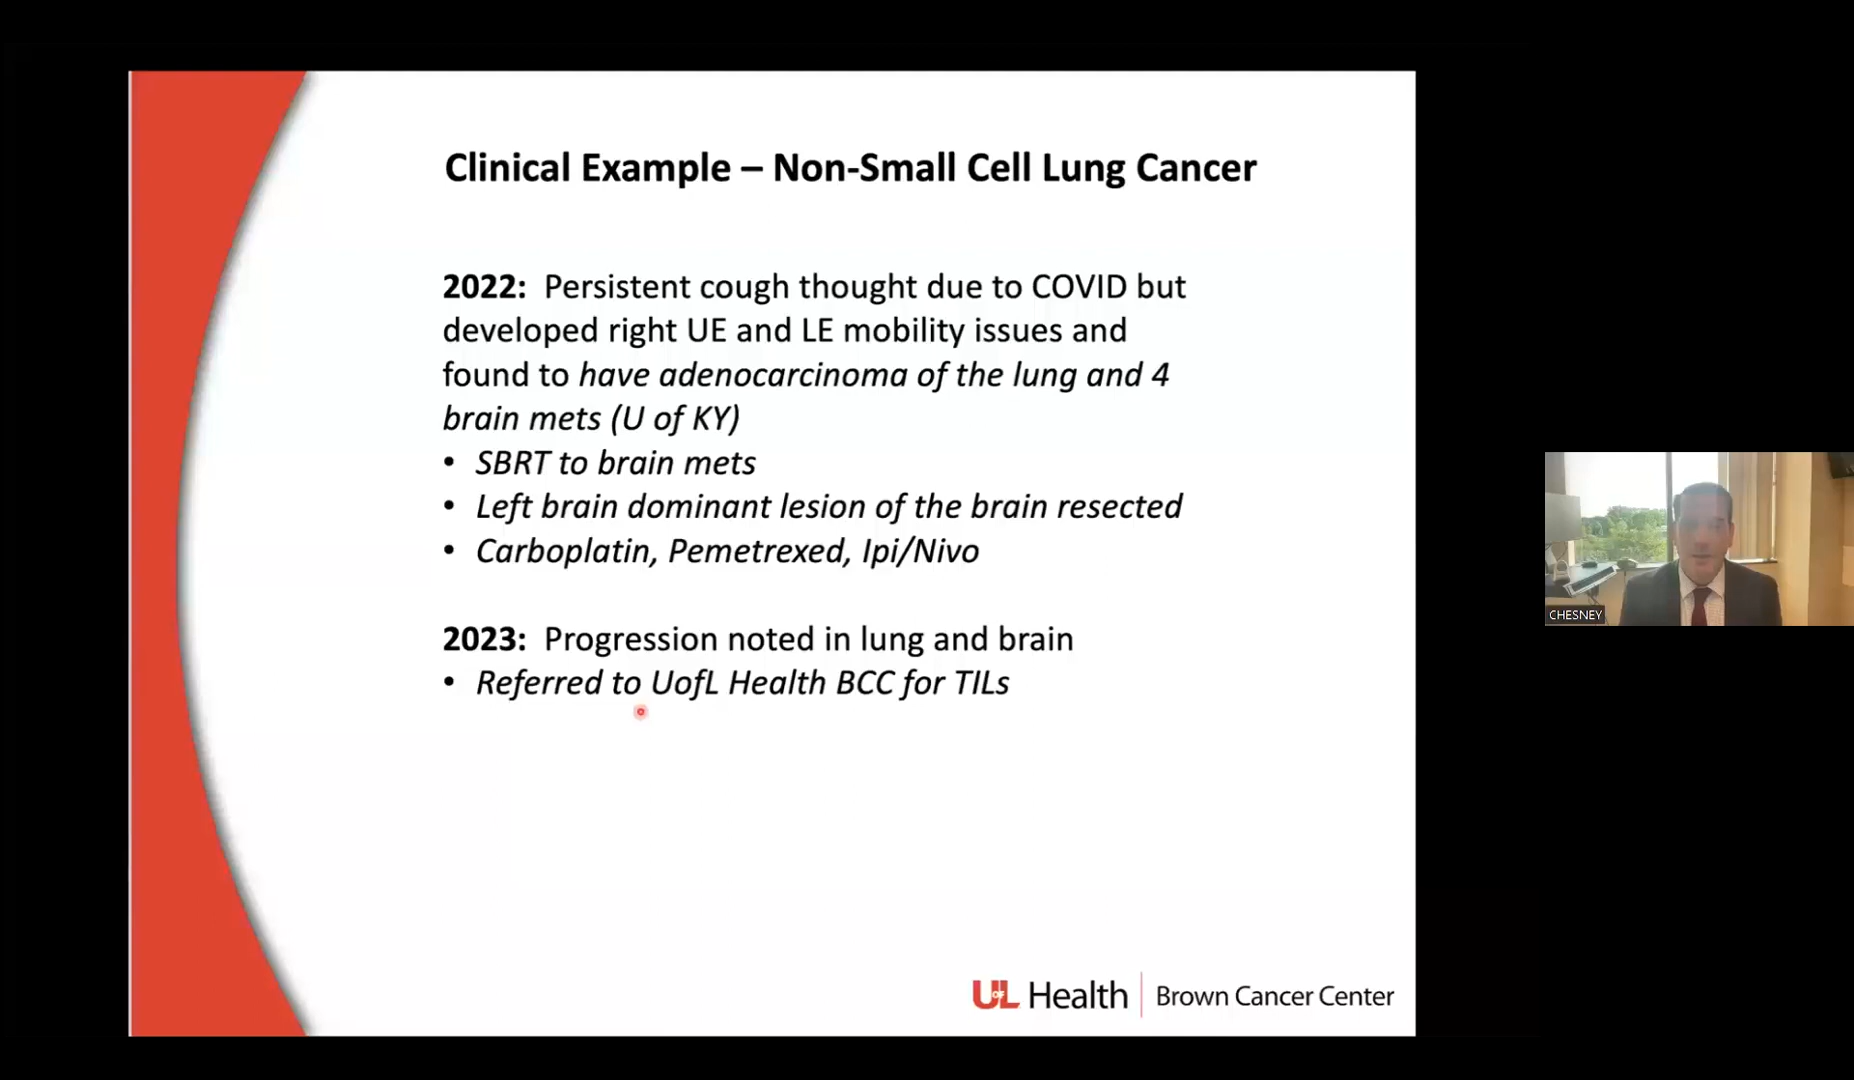 Clinical Example – Non-Small Cell Lung Cancer
2022: Persistent cough thought due to COVID but
developed right UE and LE mobility issues and
found to have adenocarcinoma of the lung and 4
brain mets (U of KY)
• SBRT to brain mets
• Left brain dominant lesion of the brain resected
• Carboplatin, Pemetrexed, Ipi/Nivo
2023: Progression noted in lung and brain
• Referred to UofL Health BCC for TILs
CHESNEY
UofL Health | Brown Cancer Center